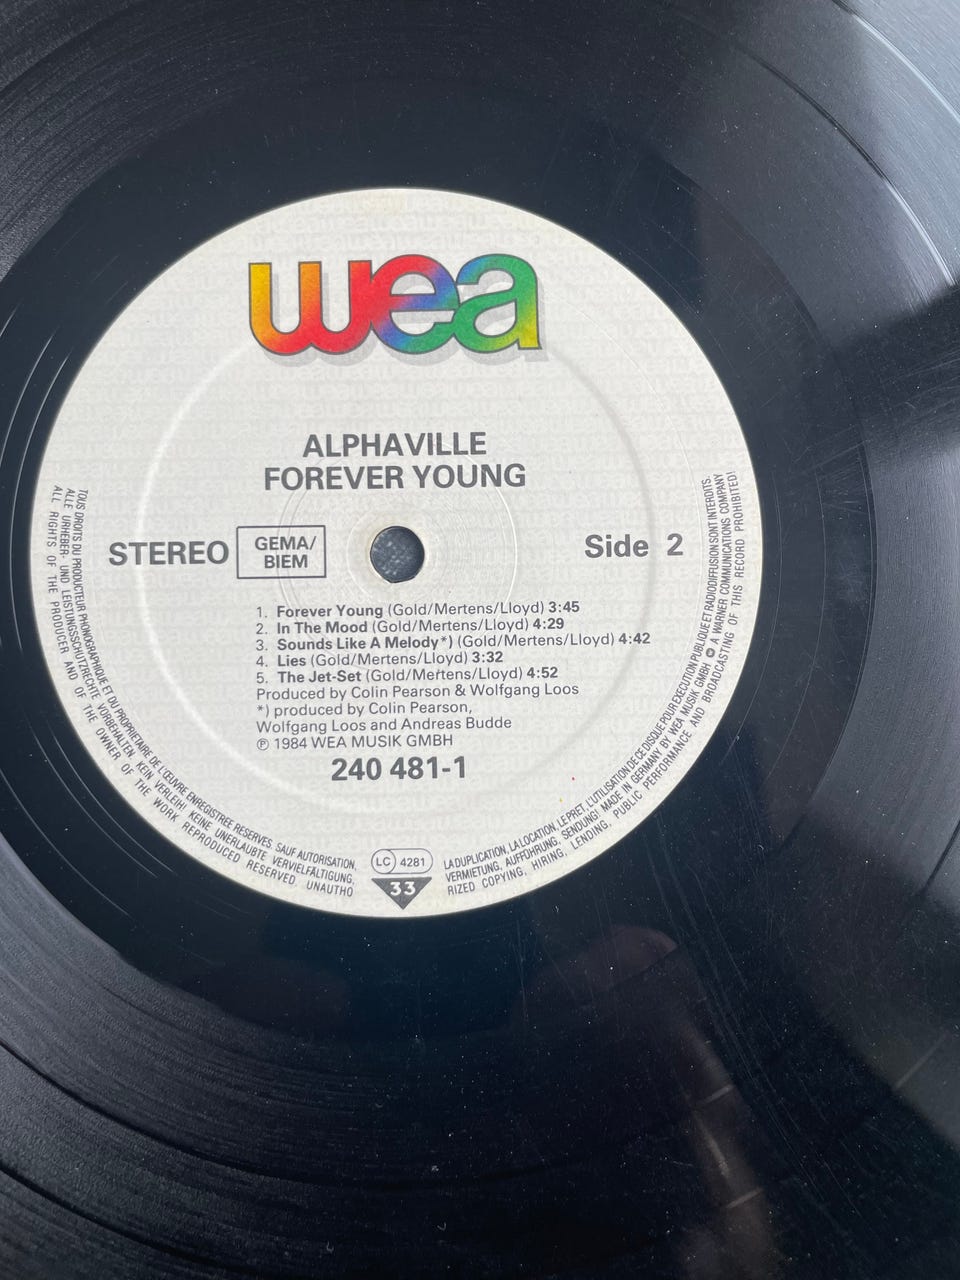 wea
ALPHAVILLE
FOREVER YOUNG
STEREO GEMA/BIEM Side 2
1. Forever Young (Gold/Mertens/Lloyd) 3:45
2. In The Mood (Gold/Mertens/Lloyd) 4:29
3. Sounds Like A Melody*) (Gold/Mertens/Lloyd) 4:42
4. Lies (Gold/Mertens/Lloyd) 3:32
5. The Jet-Set (Gold/Mertens/Lloyd) 4:52
Produced by Colin Pearson & Wolfgang Loos
*) produced by Colin Pearson,
Wolfgang Loos and Andreas Budde
℗ 1984 WEA MUSIK GMBH
240 481-1
LC 4281
33
TOUS DROITS DU PRODUCTEUR PHONOGRAPHIQUE ET DU PROPRIETAIRE DE L'ŒUVRE ENREGISTREE RESERVES. SAUF AUTORISATION, LA DUPLICATION, LA LOCATION, LE PRET, L'UTILISATION DE CE DISQUE POUR EXECUTION PUBLIQUE ET RADIODIFFUSION SONT INTERDITS.
ALLE URHEBER- UND LEISTUNGSSCHUTZRECHTE VORBEHALTEN. KEIN VERLEIH! KEINE UNERLAUBTE VERVIELFÄLTIGUNG, VERMIETUNG, AUFFÜHRUNG, SENDUNG! MADE IN GERMANY BY WEA MUSIK GMBH A WARNER COMMUNICATIONS COMPANY
ALL RIGHTS OF THE PRODUCER AND OF THE OWNER OF THE WORK REPRODUCED RESERVED UNAUTHORIZED COPYING, HIRING, LENDING, PUBLIC PERFORMANCE AND BROADCASTING OF THIS RECORD PROHIBITED!